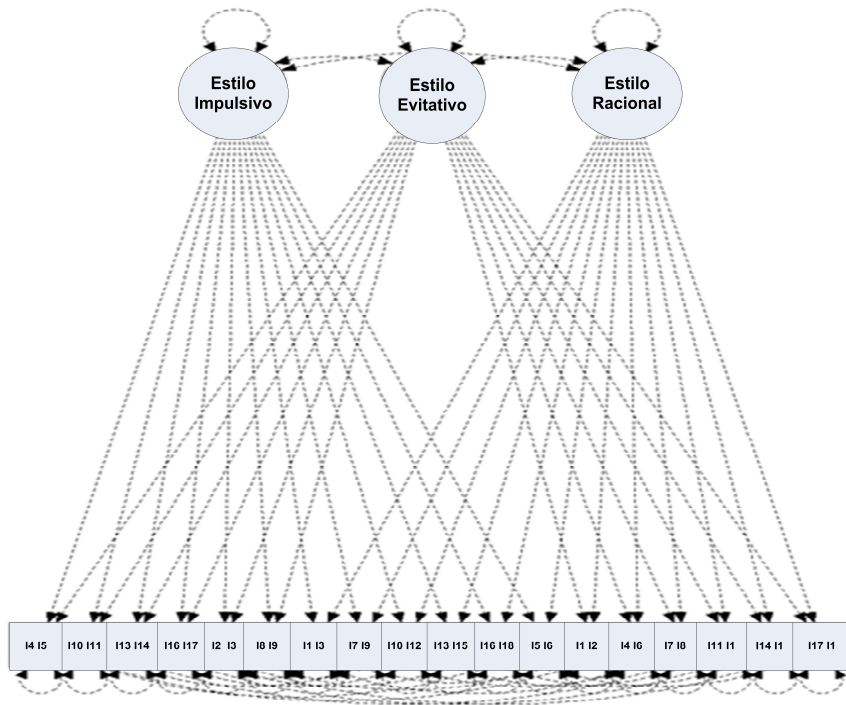 Estilo
Impulsivo
Estilo
Evitativo
Estilo
Racional
I4 I5 I10 I11 I13 I14 I16 I17 I2 I3 I8 I9 I1 I3 I7 I9 I10 I12 I13 I15 I16 I18 I5 I6 I1 I2 I4 I6 I7 I8 I11 I1 I14 I1 I17 I1